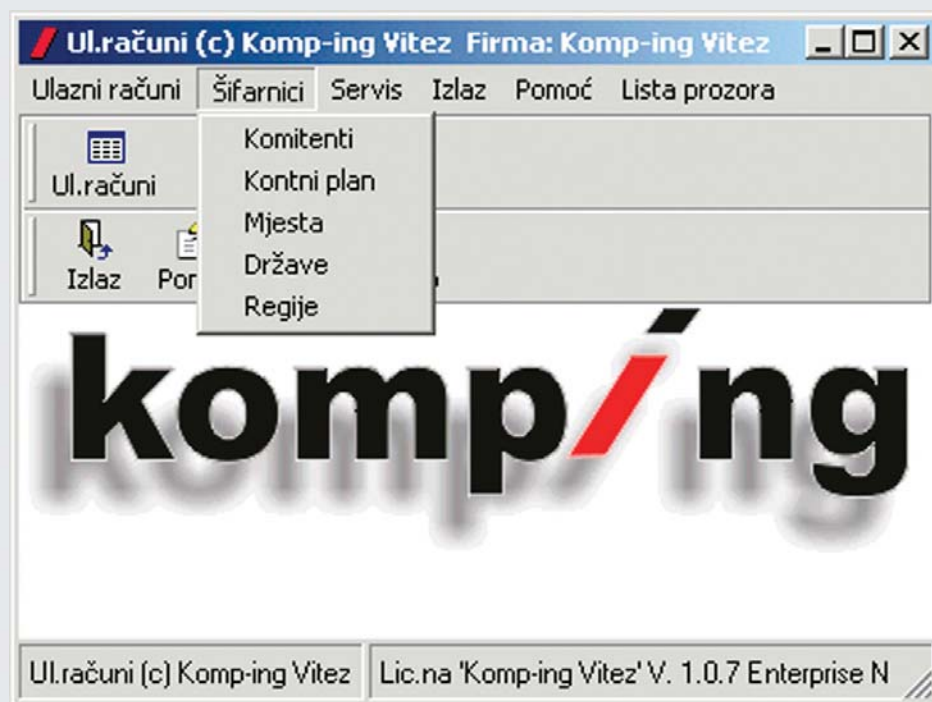 Ul.računi (c) Komp-ing Vitez Firma: Komp-ing Vitez
Ulazni računi Šifarnici Servis Izlaz Pomoć Lista prozora
Komitenti
Kontni plan
Mjesta
Države
Regije
Ul.računi
Izlaz
komping
Ul.računi (c) Komp-ing Vitez Lic.na 'Komp-ing Vitez' V. 1.0.7 Enterprise N